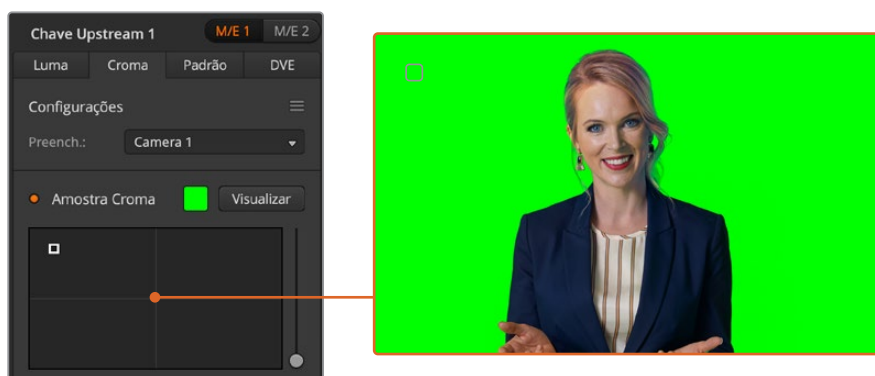 Chave Upstream 1 M/E 1 M/E 2
Luma Croma Padrão DVE
Configurações
Preench.: Camera 1
Amostra Croma Visualizar